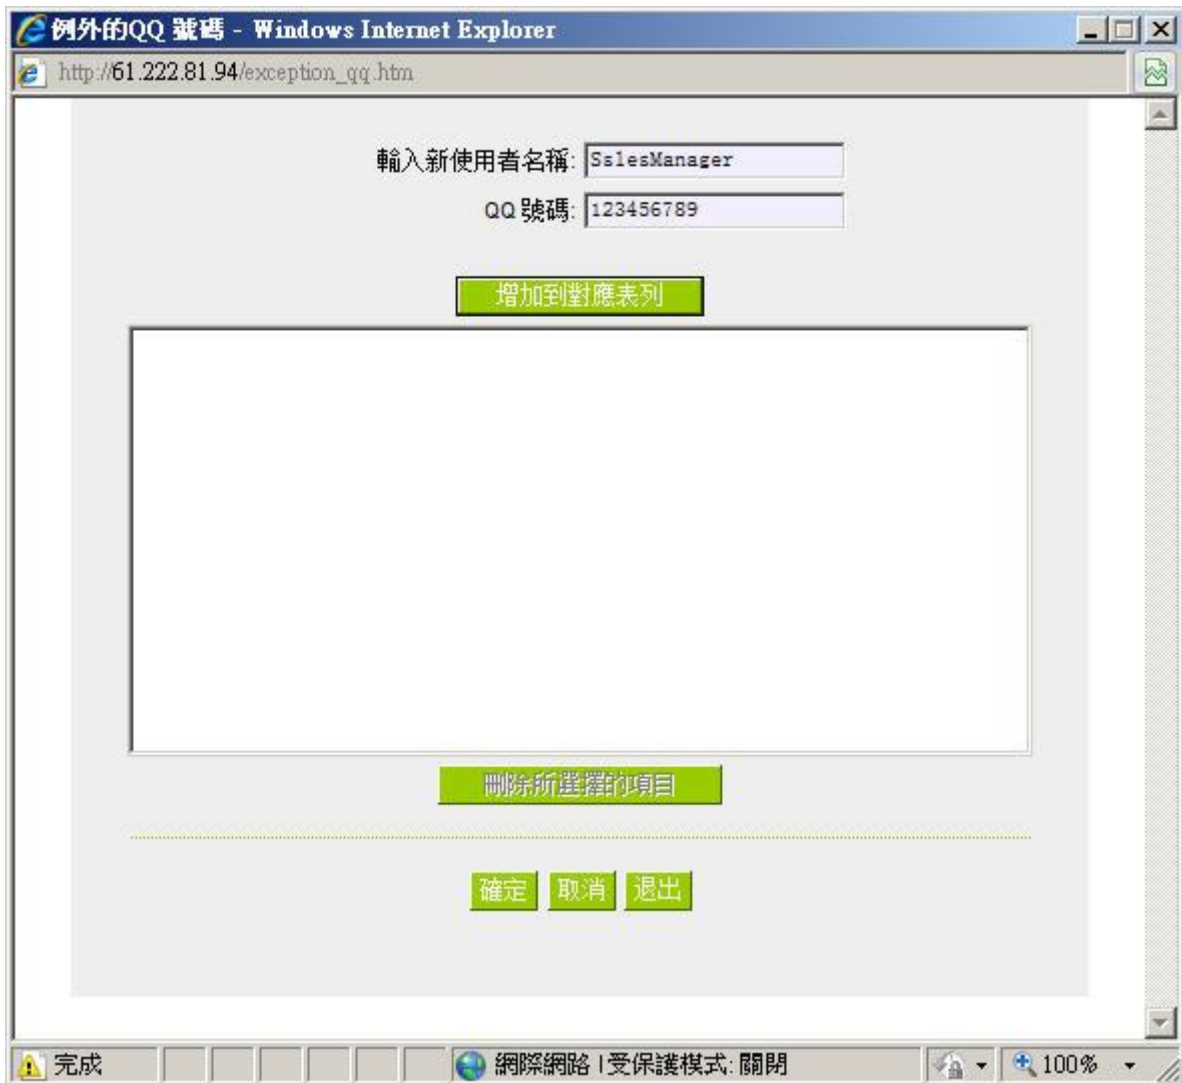 例外的QQ 號碼 - Windows Internet Explorer
http://61.222.81.94/exception_qq.htm
輸入新使用者名稱: SslesManager
QQ 號碼: 123456789
增加到對應表列
刪除所選擇的項目
確定 取消 退出
完成 網際網路 | 受保護模式: 關閉 100%